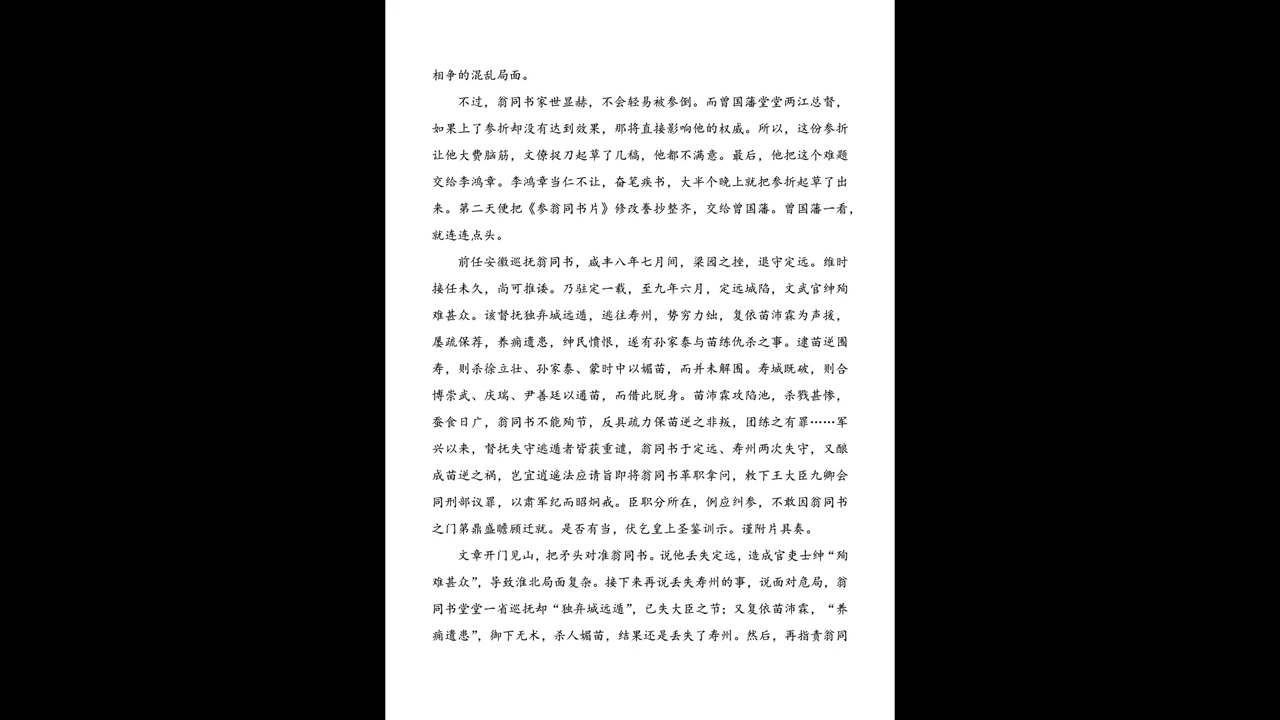 相争的混乱局面。
不过，翁同书家世显赫，不会轻易被参倒。而曾国藩堂堂两江总督，
如果上了参折却没有达到效果，那将直接影响他的权威。所以，这份参折
让他大费脑筋，文僚捉刀起草了几稿，他都不满意。最后，他把这个难题
交给李鸿章。李鸿章当仁不让，奋笔疾书，大半个晚上就把参折起草了出
来。第二天便把《参翁同书片》修改誊抄整齐，交给曾国藩。曾国藩一看，
就连连点头。
前任安徽巡抚翁同书，咸丰八年七月间，梁园之挫，退守定远。维时
接任未久，尚可推诿。乃驻定一载，至九年六月，定远城陷，文武官绅殉
难甚众。该督抚独弃城远遁，逃往寿州，势穷力绌，复依苗沛霖为声援，
屡疏保荐，养痈遗患，绅民愤恨，遂有孙家泰与苗练仇杀之事。逮苗逆围
寿，则杀徐立壮、孙家泰、蒙时中以媚苗，而并未解围。寿城既破，则合
博崇武、庆瑞、尹善廷以通苗，而借此脱身。苗沛霖攻陷池，杀戮甚惨，
蚕食日广，翁同书不能殉节，反具疏力保苗逆之非叛，团练之有罪……军
兴以来，督抚失守逃遁者皆获重谴，翁同书于定远、寿州两次失守，又酿
成苗逆之祸，岂宜逍遥法应请旨即将翁同书革职拿问，敕下王大臣九卿会
同刑部议罪，以肃军纪而昭炯戒。臣职分所在，例应纠参，不敢因翁同书
之门第鼎盛瞻顾迁就。是否有当，伏乞皇上圣鉴训示。谨附片具奏。
文章开门见山，把矛头对准翁同书。说他丢失定远，造成官吏士绅“殉
难甚众”，导致淮北局面复杂。接下来再说丢失寿州的事，说面对危局，翁
同书堂堂一省巡抚却“独弃城远遁”，已失大臣之节；又复依苗沛霖，“养
痈遗患”，御下无术，杀人媚苗，结果还是丢失了寿州。然后，再指责翁同